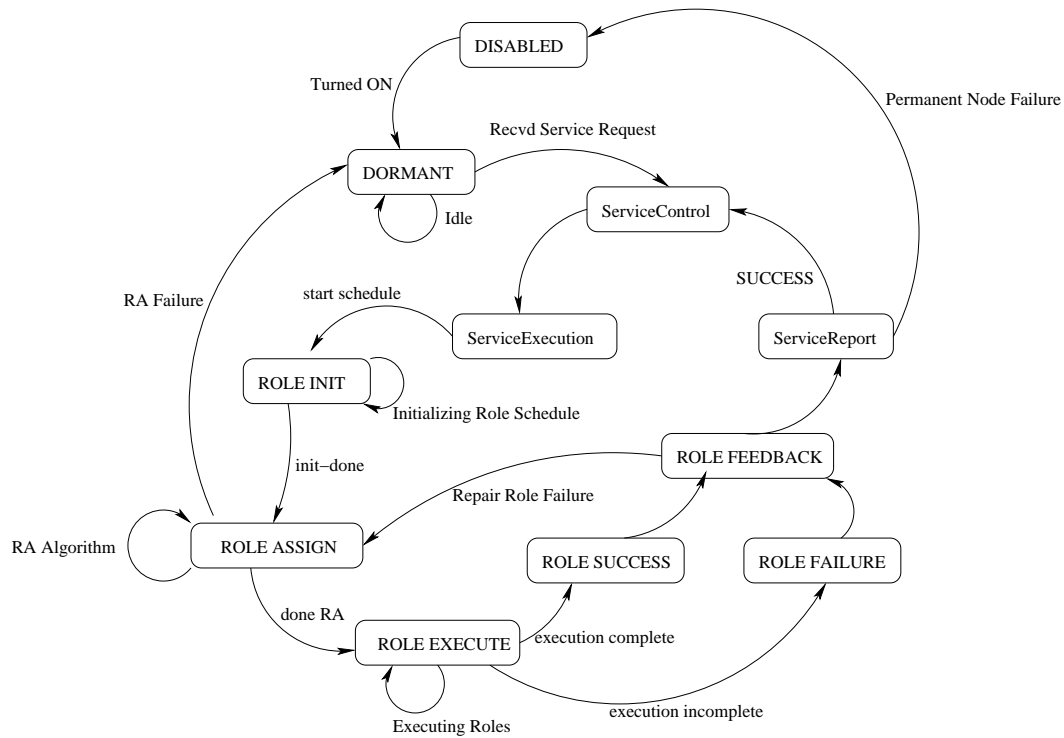 DISABLED
Turned ON
Permanent Node Failure
Recvd Service Request
DORMANT
ServiceControl
Idle
SUCCESS
RA Failure
start schedule
ServiceExecution
ServiceReport
ROLE INIT
Initializing Role Schedule
init-done
ROLE FEEDBACK
Repair Role Failure
RA Algorithm
ROLE ASSIGN
ROLE SUCCESS
ROLE FAILURE
done RA
ROLE EXECUTE
execution complete
execution incomplete
Executing Roles